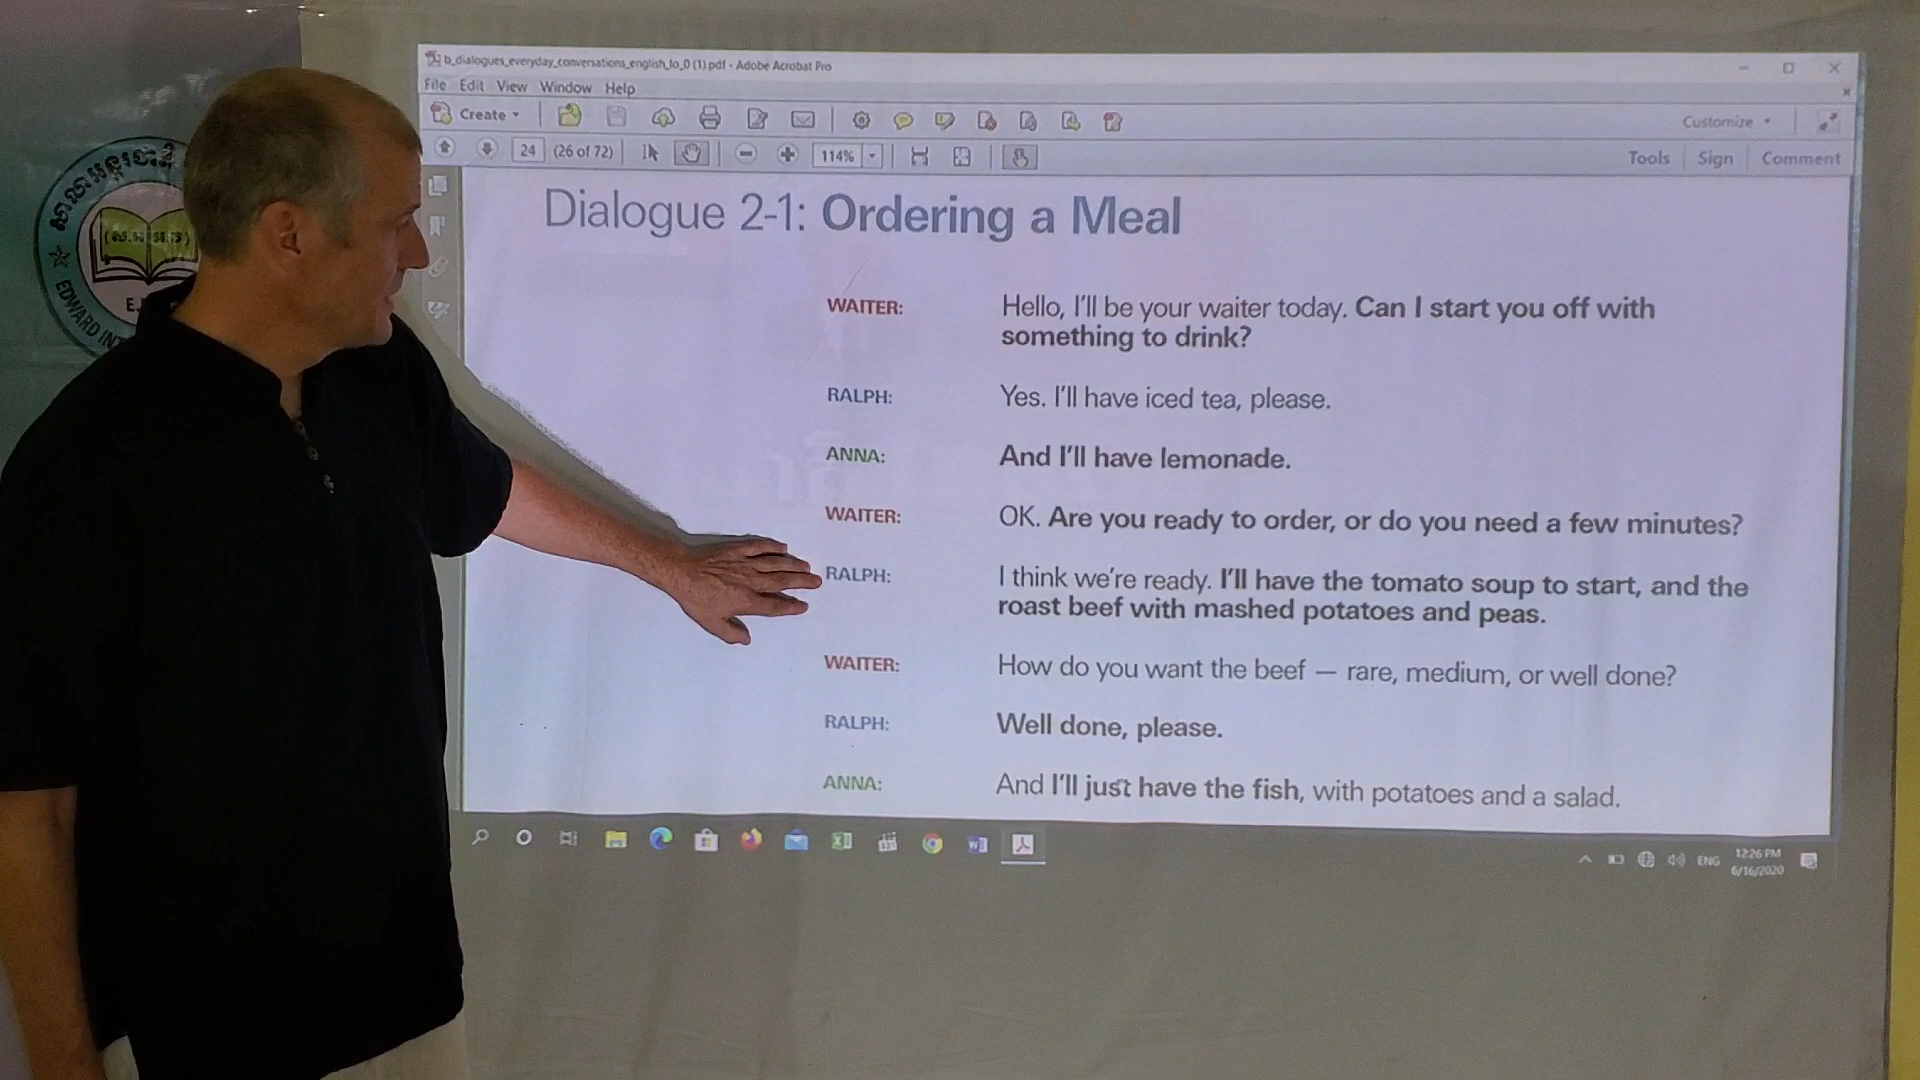 b_dialogues_everyday_conversations_english_lo_0 (1).pdf - Adobe Acrobat Pro
File Edit View Window Help
Create
Customize
24 (26 of 72) 114%
Tools Sign Comment
Dialogue 2-1: Ordering a Meal
WAITER: Hello, I'll be your waiter today. Can I start you off with
something to drink?
RALPH: Yes. I'll have iced tea, please.
ANNA: And I'll have lemonade.
WAITER: OK. Are you ready to order, or do you need a few minutes?
RALPH: I think we're ready. I'll have the tomato soup to start, and the
roast beef with mashed potatoes and peas.
WAITER: How do you want the beef — rare, medium, or well done?
RALPH: Well done, please.
ANNA: And I'll just have the fish, with potatoes and a salad.
ENG
12:26 PM
6/16/2020
EDWARD